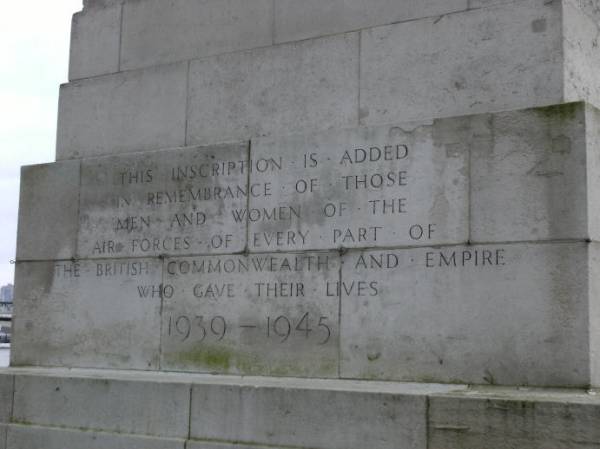 THIS · INSCRIPTION · IS · ADDED
IN · REMEMBRANCE · OF · THOSE
MEN · AND · WOMEN · OF · THE
AIR · FORCES · OF · EVERY · PART · OF
THE · BRITISH · COMMONWEALTH · AND · EMPIRE
WHO · GAVE · THEIR · LIVES
1939 – 1945